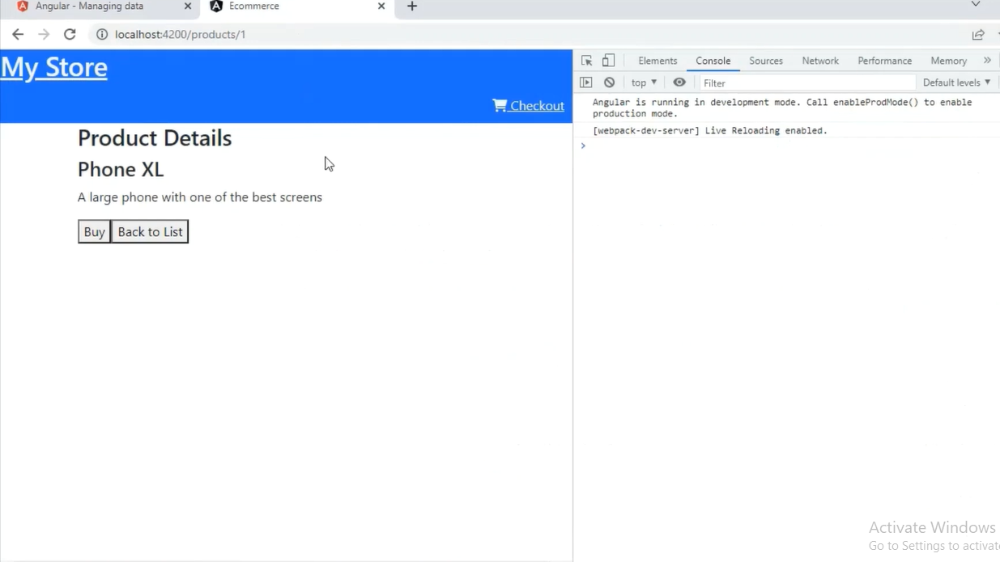 Angular - Managing data
Ecommerce
localhost:4200/products/1
My Store
Checkout
Product Details
Phone XL
A large phone with one of the best screens
Buy
Back to List
Elements Console Sources Network Performance Memory
top Filter Default levels
Angular is running in development mode. Call enableProdMode() to enable
production mode.
[webpack-dev-server] Live Reloading enabled.
Activate Windows
Go to Settings to activate